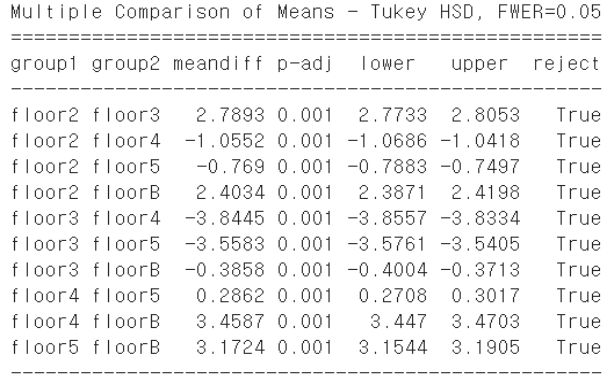 Multiple Comparison of Means - Tukey HSD, FWER=0.05
====================================================
group1 group2 meandiff p-adj lower upper reject
----------------------------------------------------
floor2 floor3 2.7893 0.001 2.7733 2.8053 True
floor2 floor4 -1.0552 0.001 -1.0686 -1.0418 True
floor2 floor5 -0.769 0.001 -0.7883 -0.7497 True
floor2 floorB 2.4034 0.001 2.3871 2.4198 True
floor3 floor4 -3.8445 0.001 -3.8557 -3.8334 True
floor3 floor5 -3.5583 0.001 -3.5761 -3.5405 True
floor3 floorB -0.3858 0.001 -0.4004 -0.3713 True
floor4 floor5 0.2862 0.001 0.2708 0.3017 True
floor4 floorB 3.4587 0.001 3.447 3.4703 True
floor5 floorB 3.1724 0.001 3.1544 3.1905 True
----------------------------------------------------